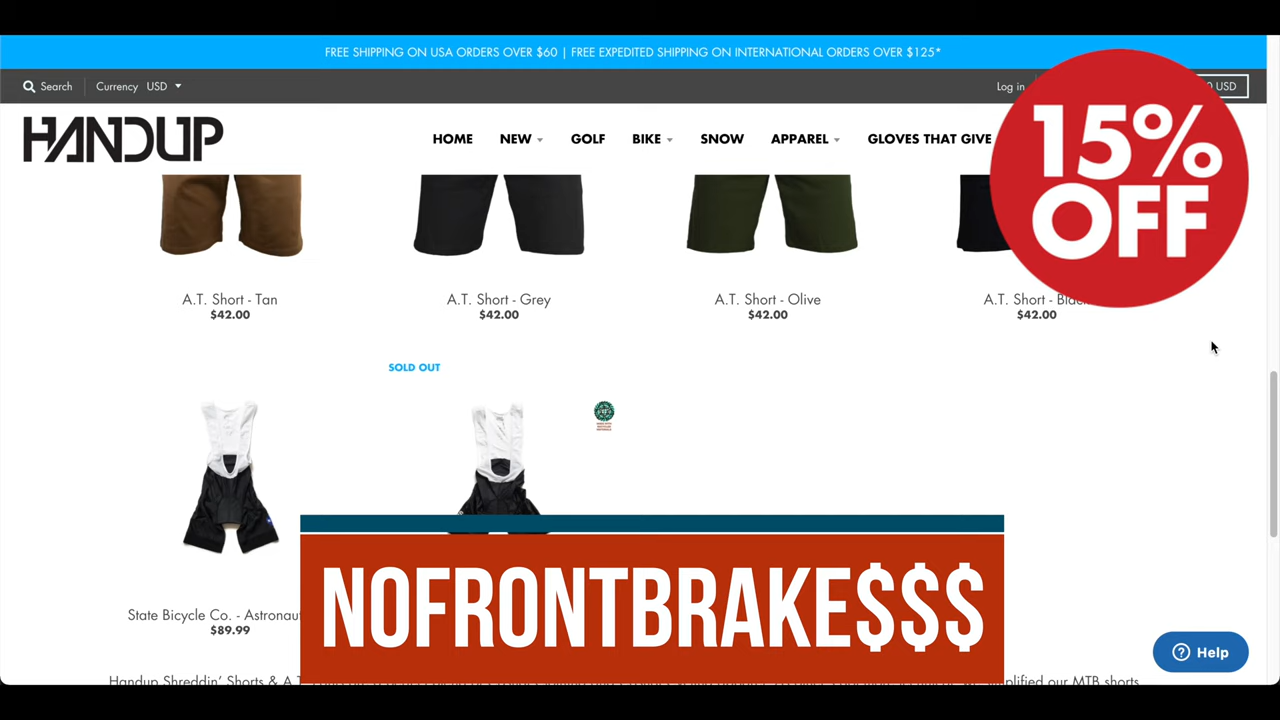 FREE SHIPPING ON USA ORDERS OVER $60 | FREE EXPEDITED SHIPPING ON INTERNATIONAL ORDERS OVER $125*
Search
Currency USD
Log in
USD
HANDUP
HOME NEW GOLF BIKE SNOW APPAREL GLOVES THAT GIVE
15%
OFF
A.T. Short - Tan
$42.00
A.T. Short - Grey
$42.00
A.T. Short - Olive
$42.00
A.T. Short - Black
$42.00
SOLD OUT
State Bicycle Co. - Astronaut
$89.99
NOFRONTBRAKE$$$
Help
Handup Shreddin' Shorts & A.T.
our MTB shorts